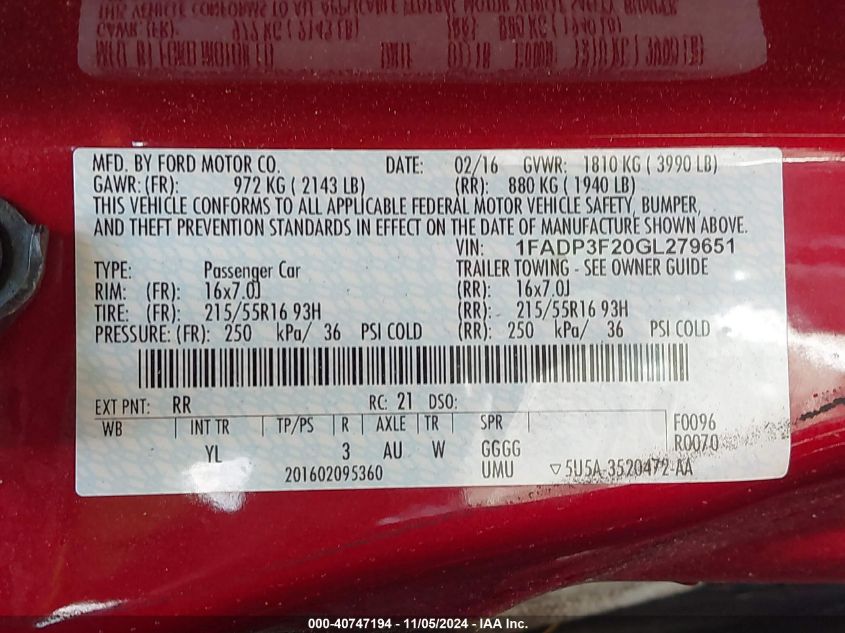 MFD. BY FORD MOTOR CO. DATE: 02/16 GVWR: 1810 KG ( 3990 LB)
GAWR: (FR): 972 KG ( 2143 LB) (RR): 880 KG ( 1940 LB)
THIS VEHICLE CONFORMS TO ALL APPLICABLE FEDERAL MOTOR VEHICLE SAFETY, BUMPER,
AND THEFT PREVENTION STANDARDS IN EFFECT ON THE DATE OF MANUFACTURE SHOWN ABOVE.
VIN: 1FADP3F20GL279651
TYPE: Passenger Car TRAILER TOWING - SEE OWNER GUIDE
RIM: (FR): 16x7.0J (RR): 16x7.0J
TIRE: (FR): 215/55R16 93H (RR): 215/55R16 93H
PRESSURE: (FR): 250 kPa/ 36 PSI COLD (RR): 250 kPa/ 36 PSI COLD
EXT PNT: RR RC: 21 DSO:
WB INT TR TP/PS R AXLE TR SPR F0096
YL 3 AU W GGGG R0070
201602095360 UMU ▽5U5A-3520472-AA
000-40747194 - 11/05/2024 - IAA Inc.